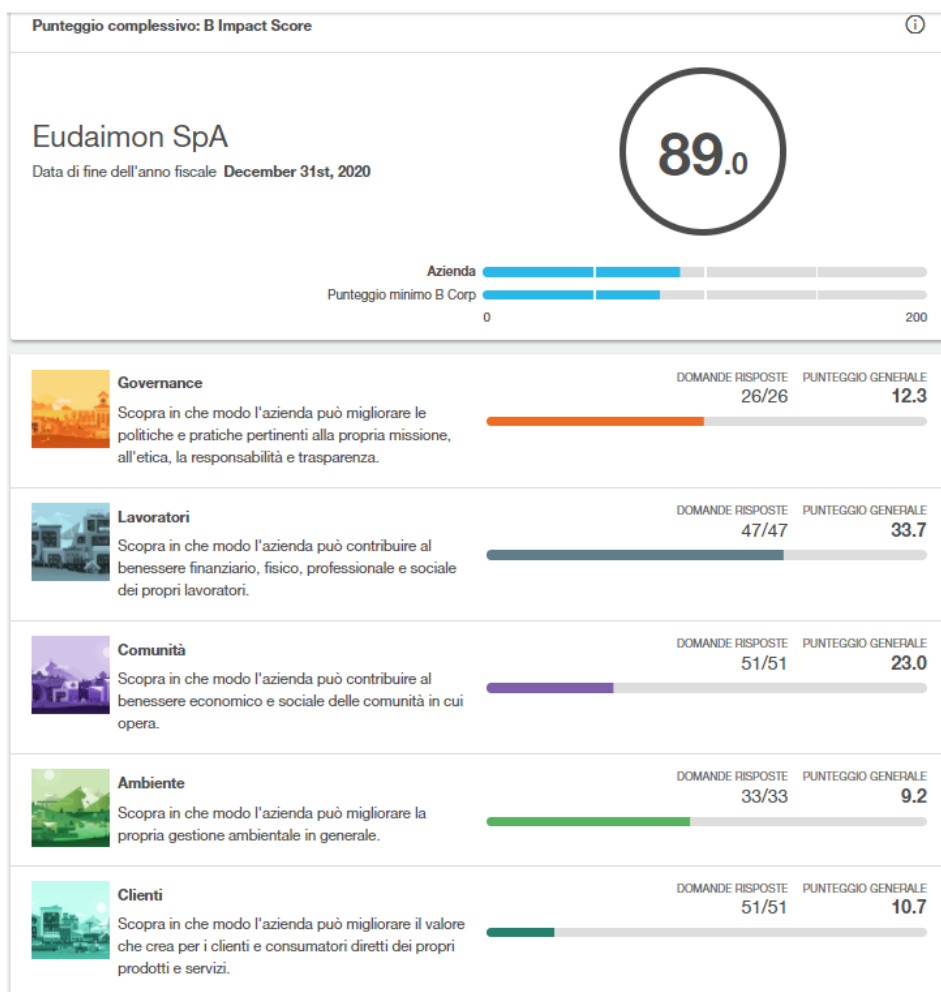 Punteggio complessivo: B Impact Score
Eudaimon SpA
Data di fine dell'anno fiscale December 31st, 2020
89.0
Azienda
Punteggio minimo B Corp
0 200
Governance
Scopra in che modo l'azienda può migliorare le
politiche e pratiche pertinenti alla propria missione,
all'etica, la responsabilità e trasparenza.
DOMANDE RISPOSTE PUNTEGGIO GENERALE
26/26 12.3
Lavoratori
Scopra in che modo l'azienda può contribuire al
benessere finanziario, fisico, professionale e sociale
dei propri lavoratori.
DOMANDE RISPOSTE PUNTEGGIO GENERALE
47/47 33.7
Comunità
Scopra in che modo l'azienda può contribuire al
benessere economico e sociale delle comunità in cui
opera.
DOMANDE RISPOSTE PUNTEGGIO GENERALE
51/51 23.0
Ambiente
Scopra in che modo l'azienda può migliorare la
propria gestione ambientale in generale.
DOMANDE RISPOSTE PUNTEGGIO GENERALE
33/33 9.2
Clienti
Scopra in che modo l'azienda può migliorare il valore
che crea per i clienti e consumatori diretti dei propri
prodotti e servizi.
DOMANDE RISPOSTE PUNTEGGIO GENERALE
51/51 10.7